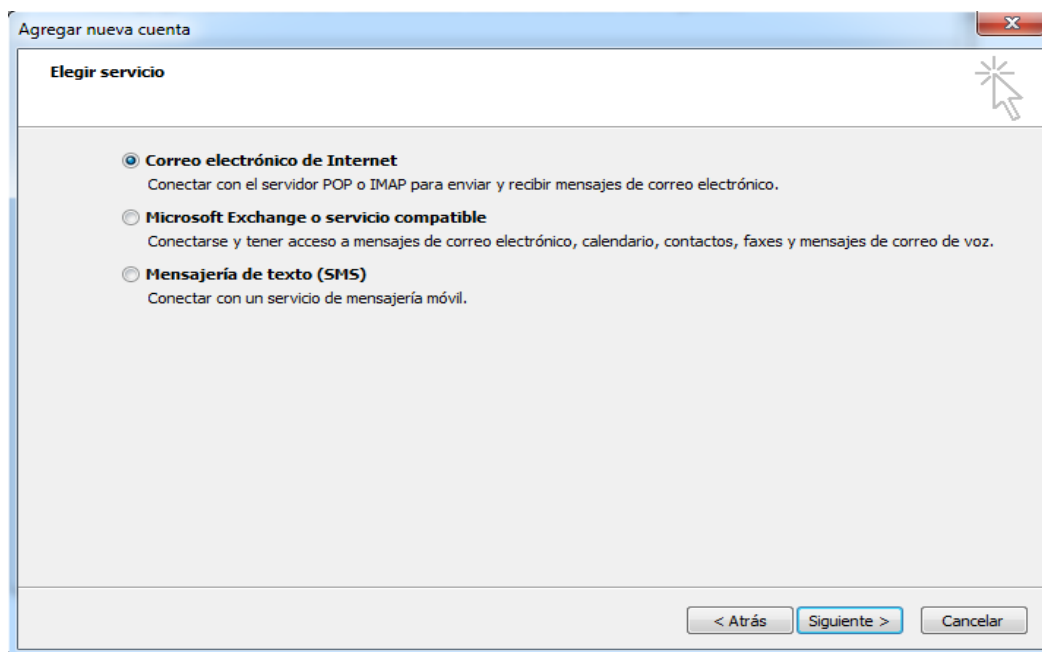 Agregar nueva cuenta
Elegir servicio
Correo electrónico de Internet
Conectar con el servidor POP o IMAP para enviar y recibir mensajes de correo electrónico.
Microsoft Exchange o servicio compatible
Conectarse y tener acceso a mensajes de correo electrónico, calendario, contactos, faxes y mensajes de correo de voz.
Mensajería de texto (SMS)
Conectar con un servicio de mensajería móvil.
< Atrás Siguiente > Cancelar